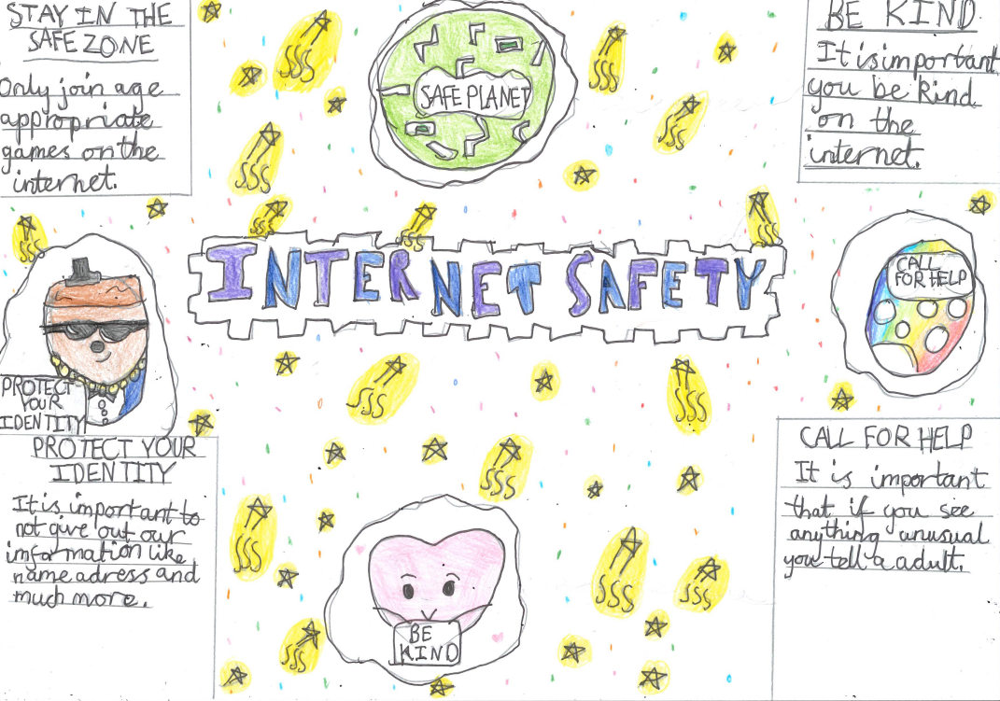 STAY IN THE
SAFE ZONE
Only join age
appropriate
games on the
internet.
SAFE PLANET
BE KIND
It is important
you be kind
on the
internet.
INTERNET SAFETY
CALL
FOR HELP
PROTECT
YOUR
IDENTITY
PROTECT YOUR
IDENTITY
It is important to
not give out our
imformation like
name adress and
much more.
BE
KIND
CALL FOR HELP
It is important
that if you see
anything unusual
you tell a adult.